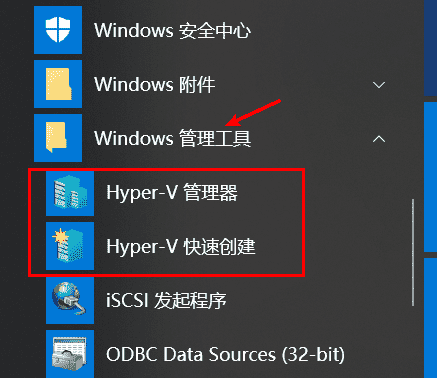 Windows 安全中心
Windows 附件
Windows 管理工具
Hyper-V 管理器
Hyper-V 快速创建
iSCSI 发起程序
ODBC Data Sources (32-bit)